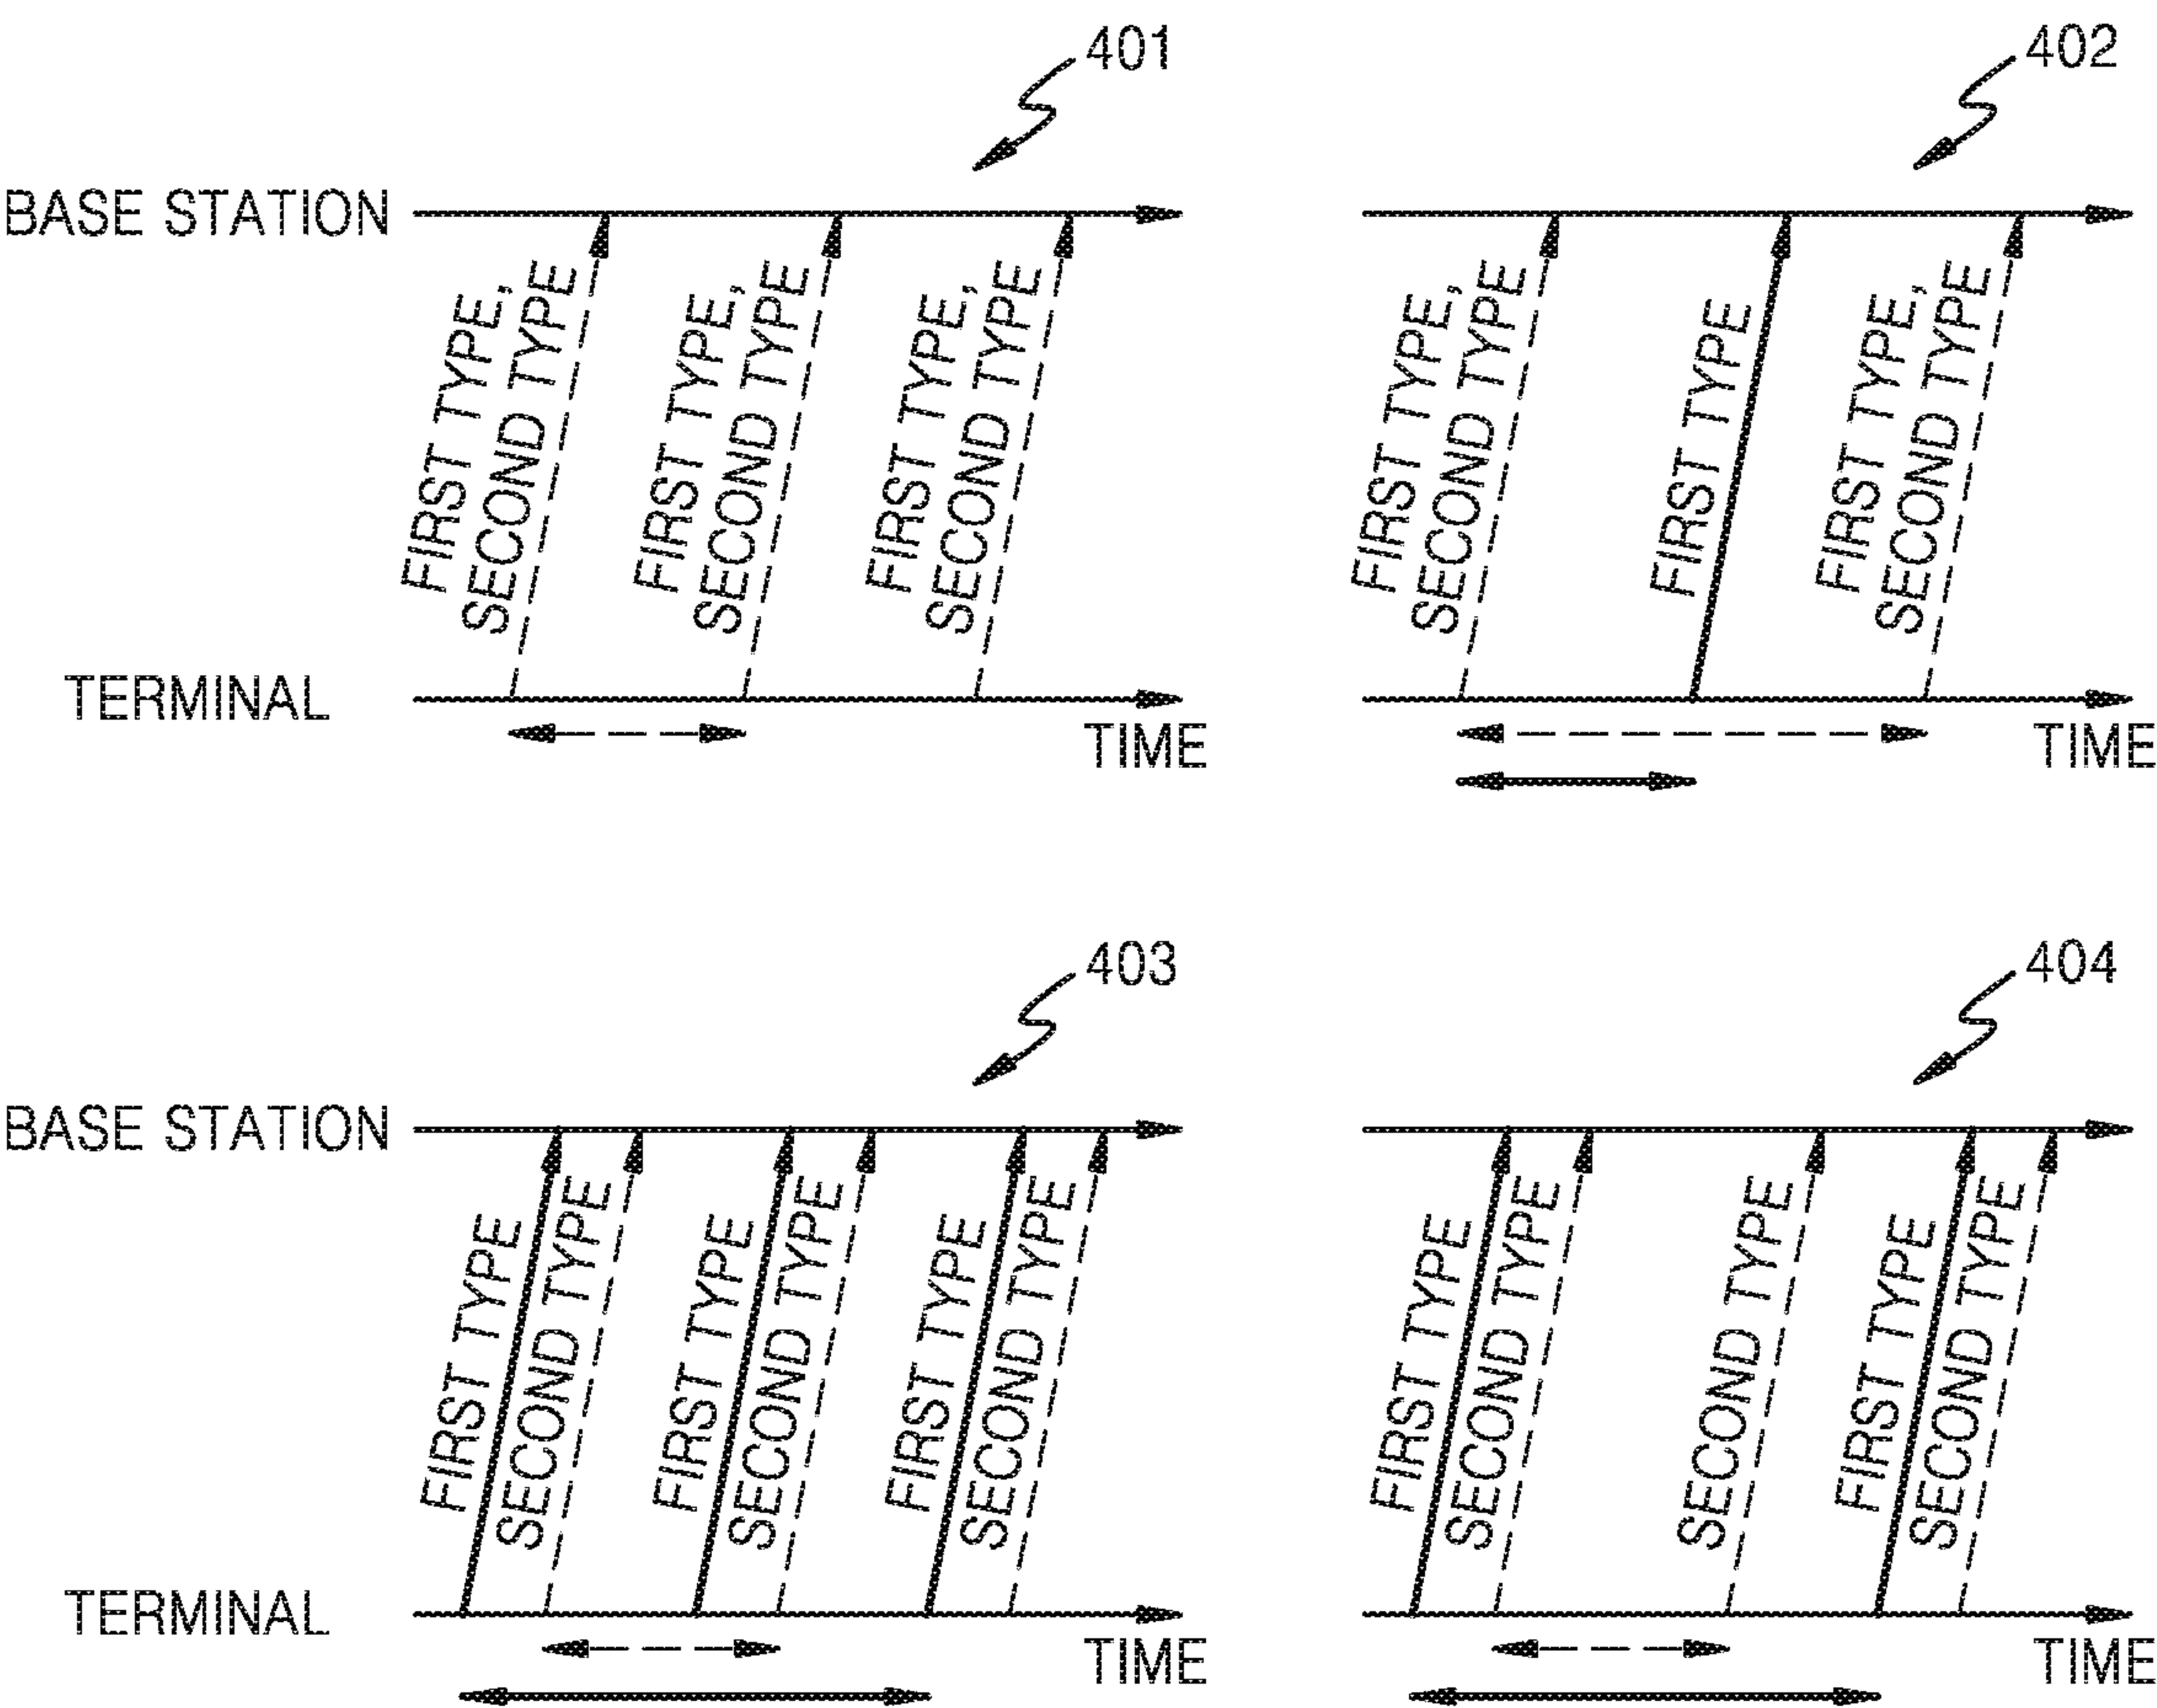 401
402
BASE STATION
FIRST TYPE,
SECOND TYPE
FIRST TYPE,
SECOND TYPE
FIRST TYPE,
SECOND TYPE
FIRST TYPE,
SECOND TYPE
FIRST TYPE
FIRST TYPE,
SECOND TYPE
TERMINAL
TIME
TIME
403
404
BASE STATION
FIRST TYPE
SECOND TYPE
FIRST TYPE
SECOND TYPE
FIRST TYPE
SECOND TYPE
FIRST TYPE
SECOND TYPE
SECOND TYPE
FIRST TYPE
SECOND TYPE
TERMINAL
TIME
TIME